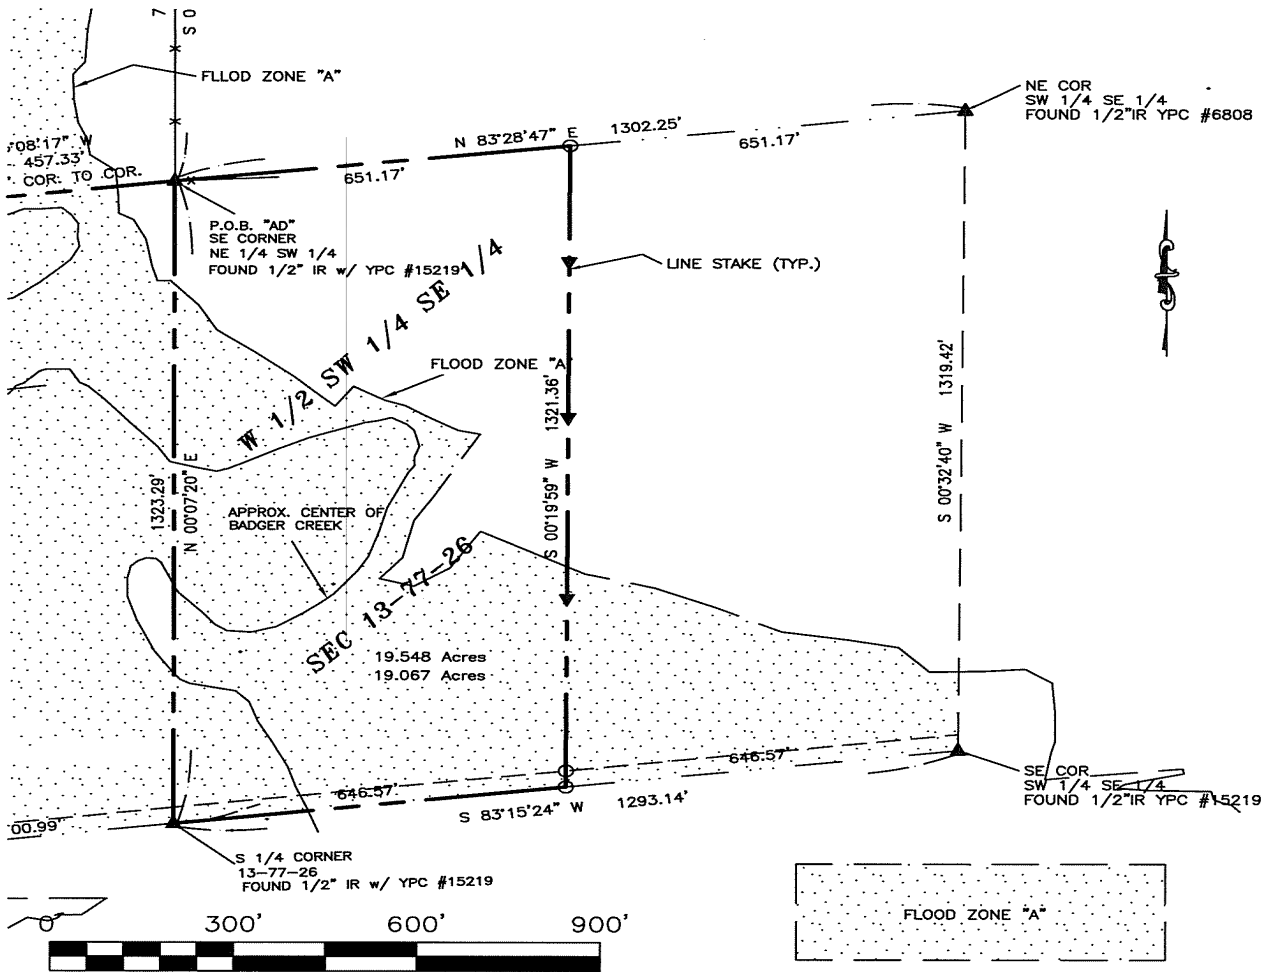 7
S 0
FLLOD ZONE "A"
NE COR
SW 1/4 SE 1/4
FOUND 1/2"IR YPC #6808
08'17" W
457.33'
COR. TO COR.
N 83°28'47" E
1302.25'
651.17'
651.17'
P.O.B. "AD"
SE CORNER
NE 1/4 SW 1/4
FOUND 1/2" IR w/ YPC #15219
LINE STAKE (TYP.)
W 1/2 SW 1/4 SE 1/4
FLOOD ZONE "A"
1323.29'
N 00°07'20" E
S 00°19'59" W 1321.36'
S 00°32'40" W 1319.42'
APPROX. CENTER OF
BADGER CREEK
SEC 13-77-26
19.548 Acres
19.067 Acres
646.57'
646.57'
S 83°15'24" W
1293.14'
00.99'
SE COR
SW 1/4 SE 1/4
FOUND 1/2"IR YPC #15219
S 1/4 CORNER
13-77-26
FOUND 1/2" IR w/ YPC #15219
0 300' 600' 900'
FLOOD ZONE "A"